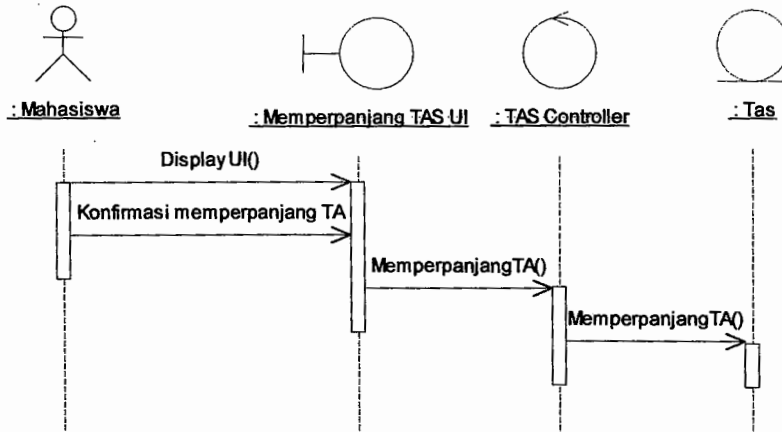 : Mahasiswa
: Memperpanjang TAS UI
: TAS Controller
: Tas
Display UI()
Konfirmasi memperpanjang TA
MemperpanjangTA()
MemperpanjangTA()